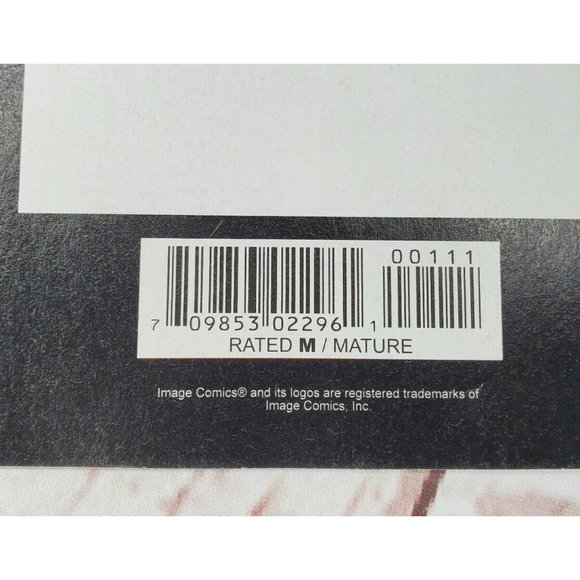 00111
7 09853 02296 1
RATED M / MATURE
Image Comics® and its logos are registered trademarks of
Image Comics, Inc.